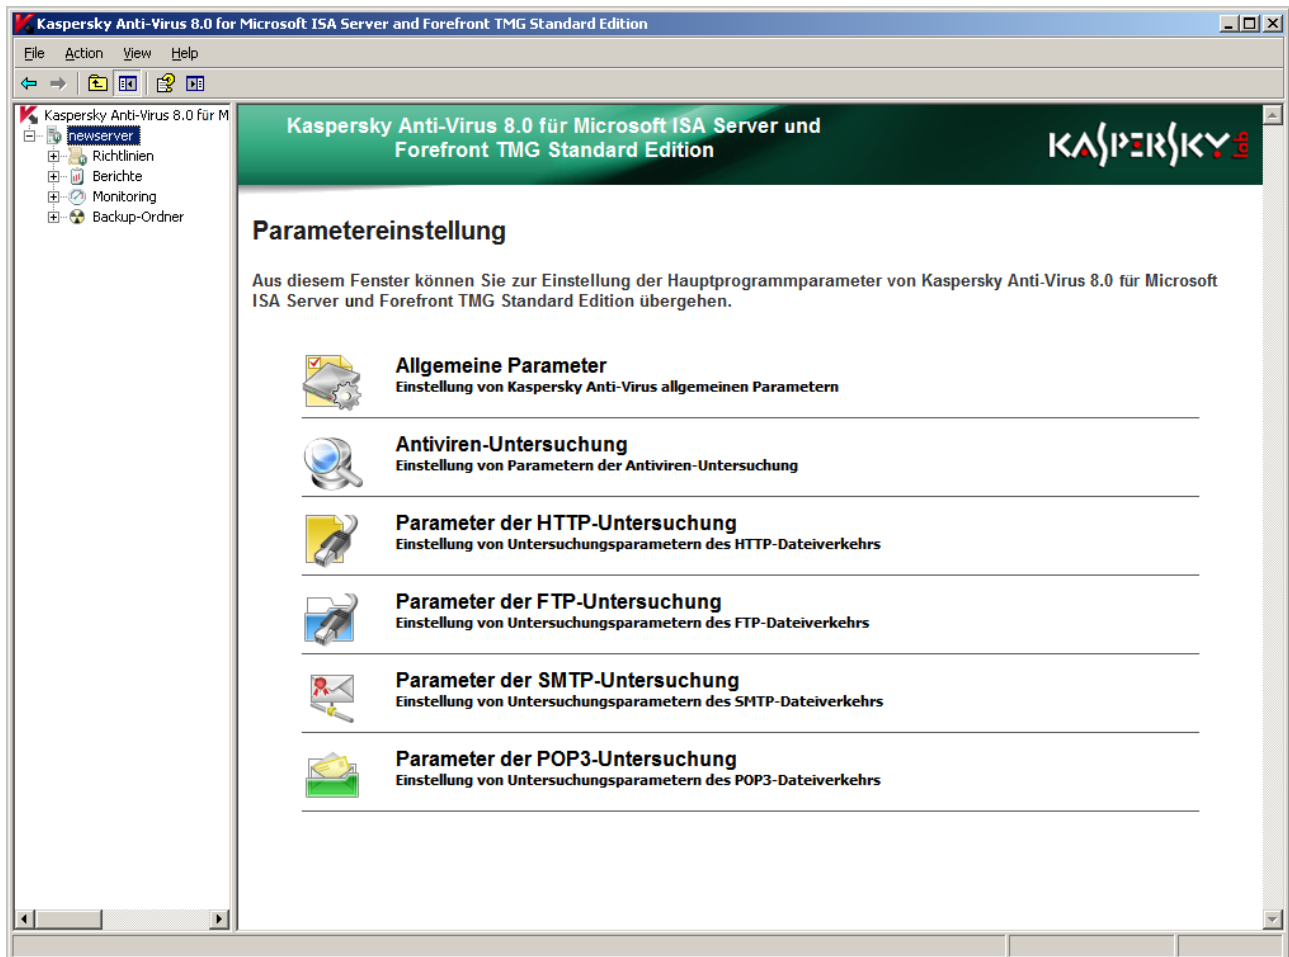 Kaspersky Anti-Virus 8.0 for Microsoft ISA Server and Forefront TMG Standard Edition
File Action View Help
Kaspersky Anti-Virus 8.0 für M
newserver
Richtlinien
Berichte
Monitoring
Backup-Ordner
Kaspersky Anti-Virus 8.0 für Microsoft ISA Server und
Forefront TMG Standard Edition
KASPERSKY lab
Parametereinstellung
Aus diesem Fenster können Sie zur Einstellung der Hauptprogrammparameter von Kaspersky Anti-Virus 8.0 für Microsoft
ISA Server und Forefront TMG Standard Edition übergehen.
Allgemeine Parameter
Einstellung von Kaspersky Anti-Virus allgemeinen Parametern
Antiviren-Untersuchung
Einstellung von Parametern der Antiviren-Untersuchung
Parameter der HTTP-Untersuchung
Einstellung von Untersuchungsparametern des HTTP-Dateiverkehrs
Parameter der FTP-Untersuchung
Einstellung von Untersuchungsparametern des FTP-Dateiverkehrs
Parameter der SMTP-Untersuchung
Einstellung von Untersuchungsparametern des SMTP-Dateiverkehrs
Parameter der POP3-Untersuchung
Einstellung von Untersuchungsparametern des POP3-Dateiverkehrs